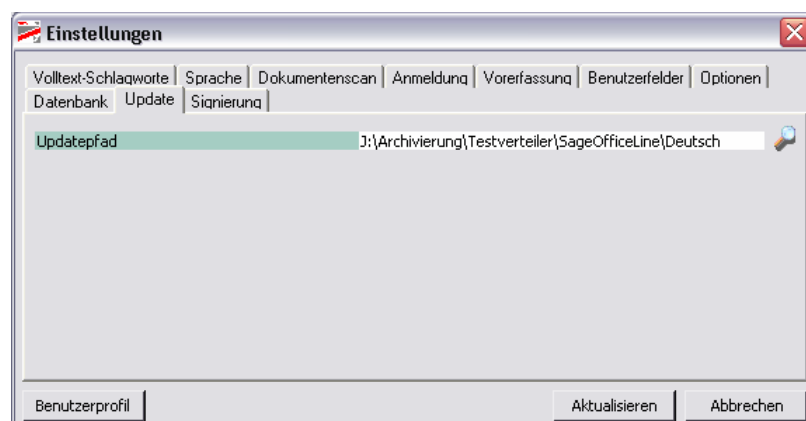 Einstellungen
Volltext-Schlagworte Sprache Dokumentenscan Anmeldung Vorerfassung Benutzerfelder Optionen
Datenbank Update Signierung
Updatepfad J:\Archivierung\Testverteiler\SageOfficeLine\Deutsch
Benutzerprofil Aktualisieren Abbrechen